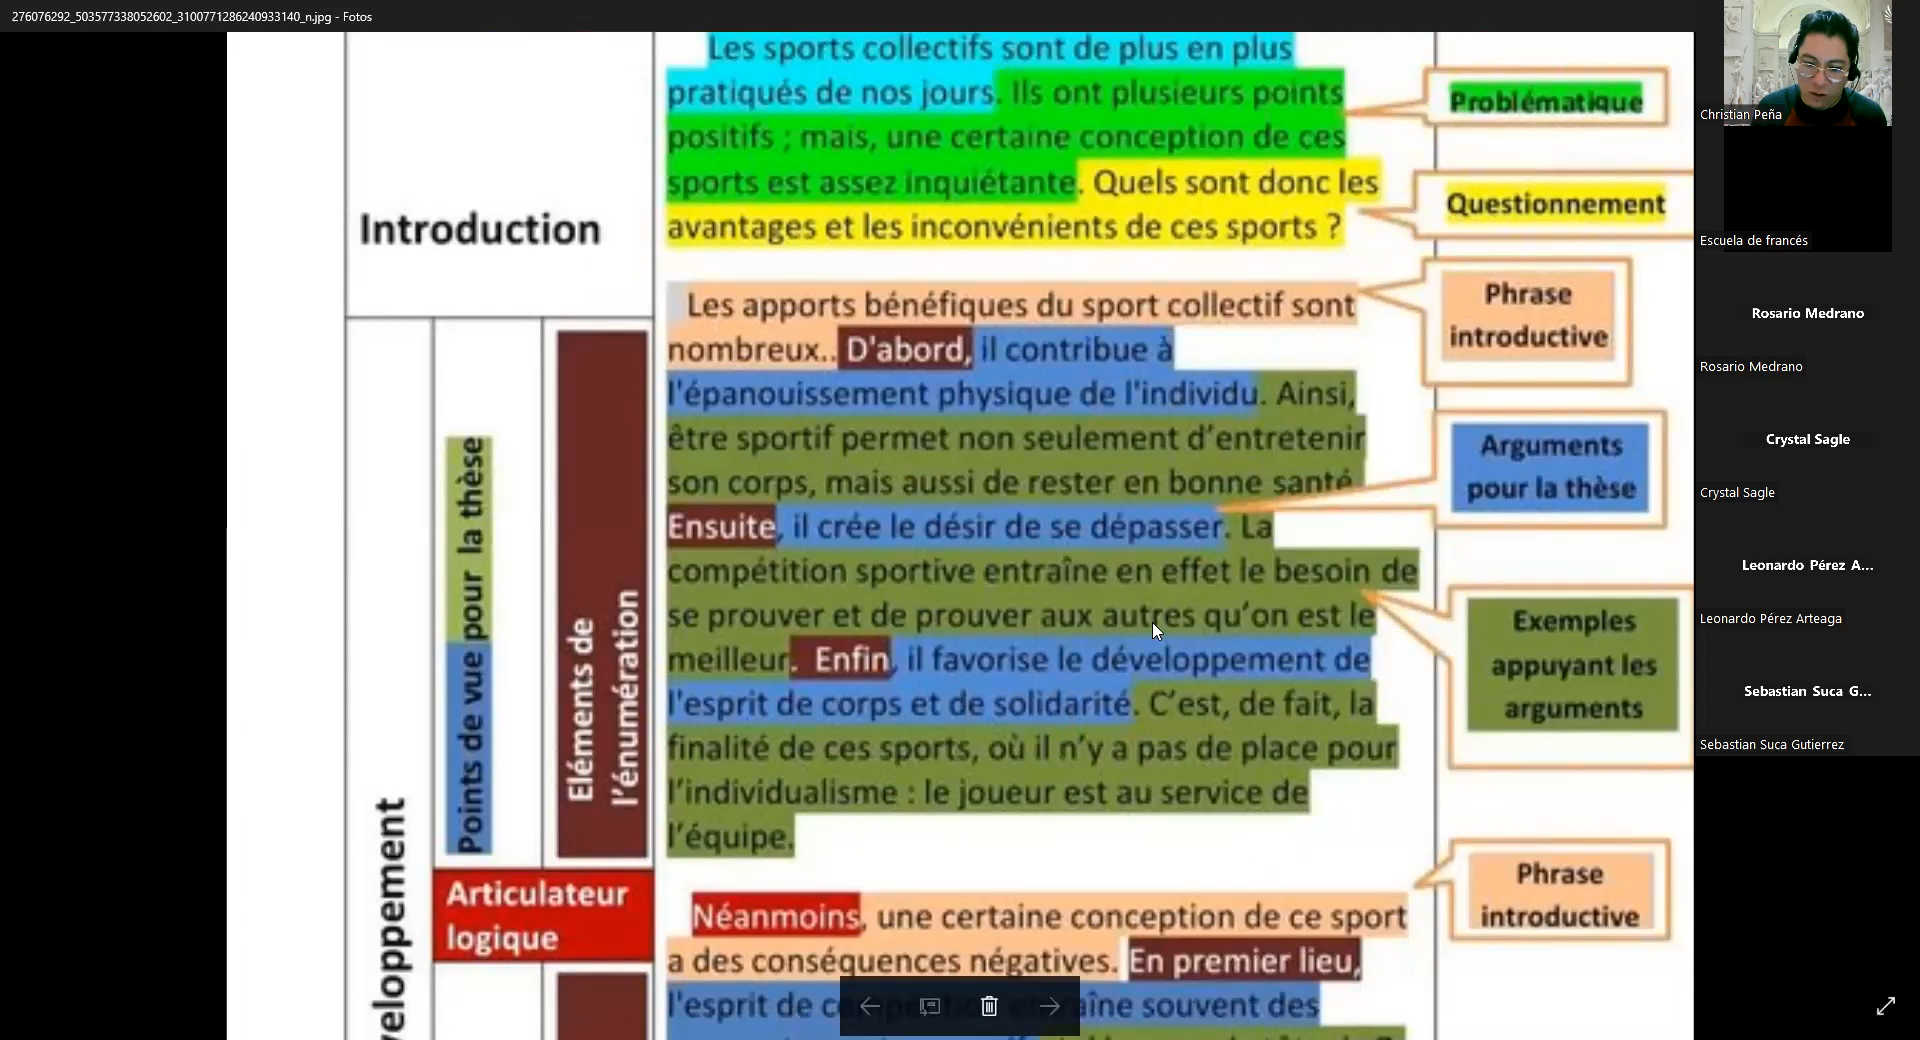 276076292_503577338052602_3100771286240933140_n.jpg - Fotos
Introduction
Les sports collectifs sont de plus en plus
pratiqués de nos jours. Ils ont plusieurs points
positifs ; mais, une certaine conception de ces
sports est assez inquiétante. Quels sont donc les
avantages et les inconvénients de ces sports ?
Problématique
Questionnement
veloppement
Points de vue pour la thèse
Eléments de
l'énumération
Les apports bénéfiques du sport collectif sont
nombreux.. D'abord, il contribue à
l'épanouissement physique de l'individu. Ainsi,
être sportif permet non seulement d'entretenir
son corps, mais aussi de rester en bonne santé.
Ensuite, il crée le désir de se dépasser. La
compétition sportive entraîne en effet le besoin de
se prouver et de prouver aux autres qu'on est le
meilleur. Enfin, il favorise le développement de
l'esprit de corps et de solidarité. C'est, de fait, la
finalité de ces sports, où il n'y a pas de place pour
l'individualisme : le joueur est au service de
l'équipe.
Phrase
introductive
Arguments
pour la thèse
Exemples
appuyant les
arguments
Articulateur
logique
Néanmoins, une certaine conception de ce sport
a des conséquences négatives. En premier lieu,
l'esprit de souvent des
Phrase
introductive
Christian Peña
Escuela de francés
Rosario Medrano
Rosario Medrano
Crystal Sagle
Crystal Sagle
Leonardo Pérez A...
Leonardo Pérez Arteaga
Sebastian Suca G...
Sebastian Suca Gutierrez